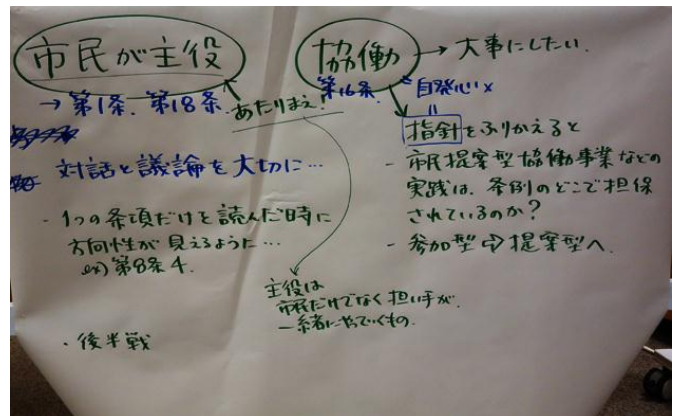 市民が主役
→ 第1条. 第18条.
あたりまえ!
対話と議論を大切に…
・1つの条項だけを読んだ時に
方向性が見えるように…
ex) 第8条 4.
・後半戦
主役は
市民だけでなく担い手が.
一緒にやっていくもの.
協働 → 大事にしたい.
第16条.
"自発心"×
指針をふりかえると
- 市民提案型協働事業などの
実践は、条例のどこで担保
されているのか?
- 参加型⇨提案型へ.